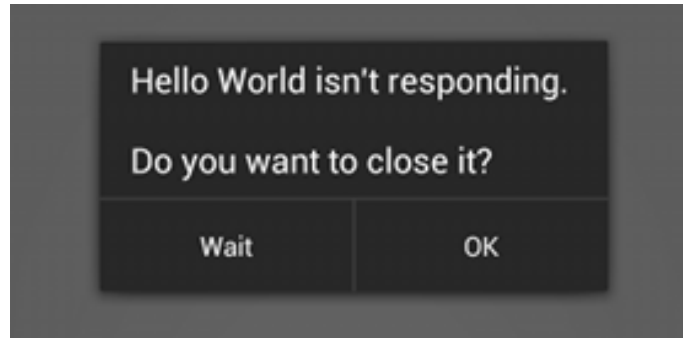 Hello World isn't responding.
Do you want to close it?
Wait
OK